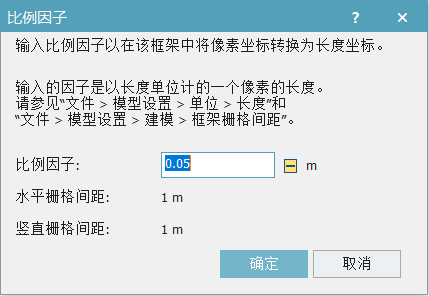 比例因子
? ×
输入比例因子以在该框架中将像素坐标转换为长度坐标。
输入的因子是以长度单位计的一个像素的长度。
请参见“文件 > 模型设置 > 单位 > 长度”和
“文件 > 模型设置 > 建模 > 框架栅格间距”。
比例因子: 0.05 m
水平栅格间距: 1 m
竖直栅格间距: 1 m
确定 取消